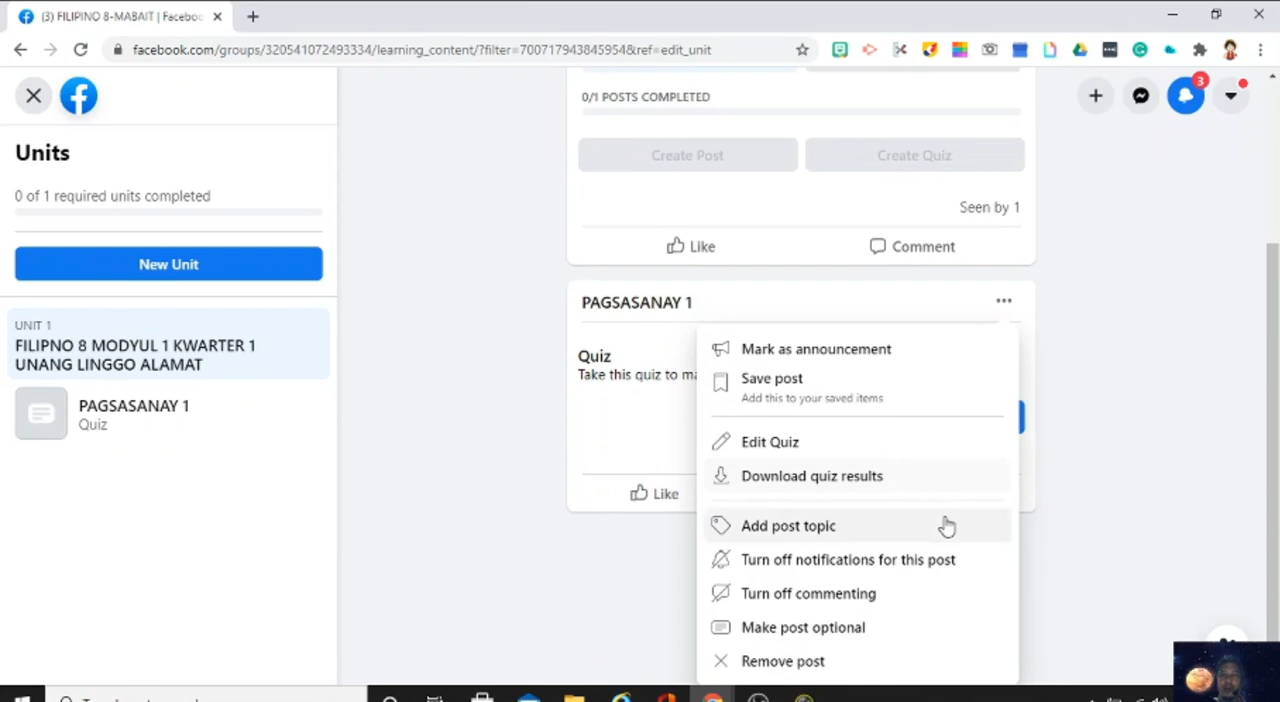 (3) FILIPINO 8-MABAIT | Faceboo
facebook.com/groups/320541072493334/learning_content/?filter=700717943845954&ref=edit_unit
3
Units
0 of 1 required units completed
New Unit
UNIT 1
FILIPNO 8 MODYUL 1 KWARTER 1
UNANG LINGGO ALAMAT
PAGSASANAY 1
Quiz
0/1 POSTS COMPLETED
Create Post
Create Quiz
Seen by 1
Like
Comment
PAGSASANAY 1
Quiz
Take this quiz to ma
Like
Mark as announcement
Save post
Add this to your saved items
Edit Quiz
Download quiz results
Add post topic
Turn off notifications for this post
Turn off commenting
Make post optional
Remove post